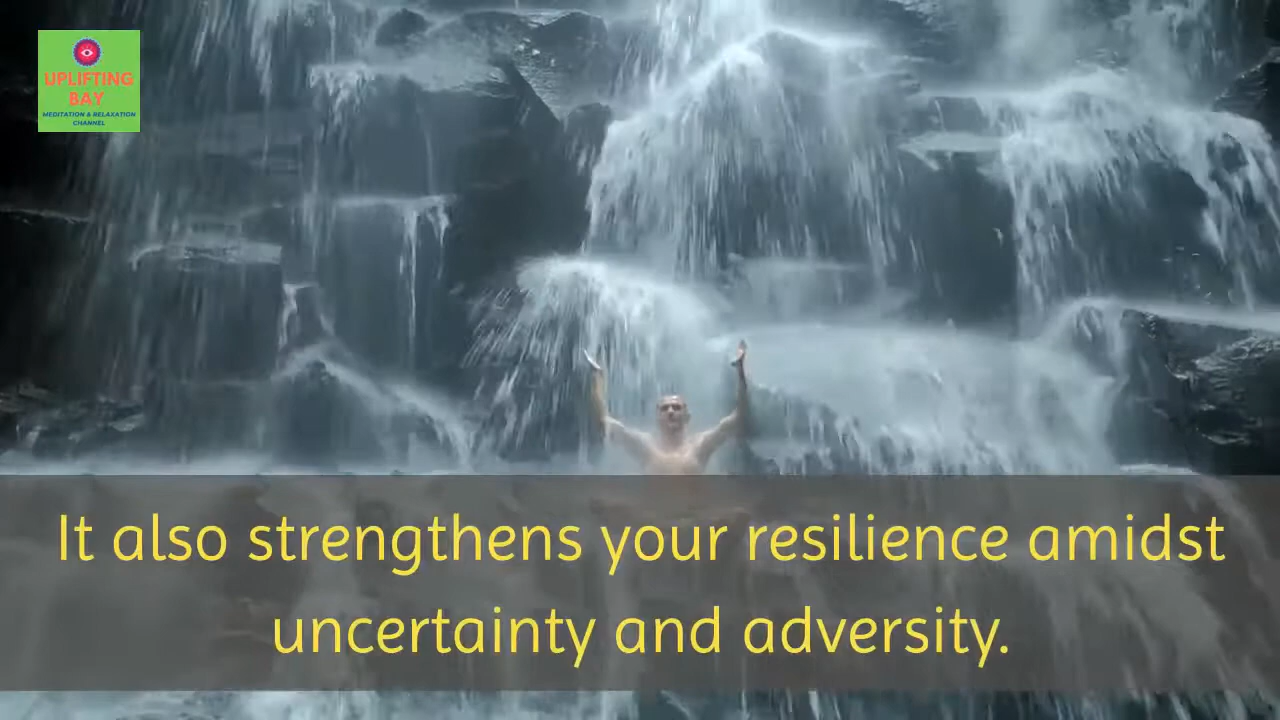 UPLIFTING
BAY
MEDITATION & RELAXATION
CHANNEL
It also strengthens your resilience amidst
uncertainty and adversity.